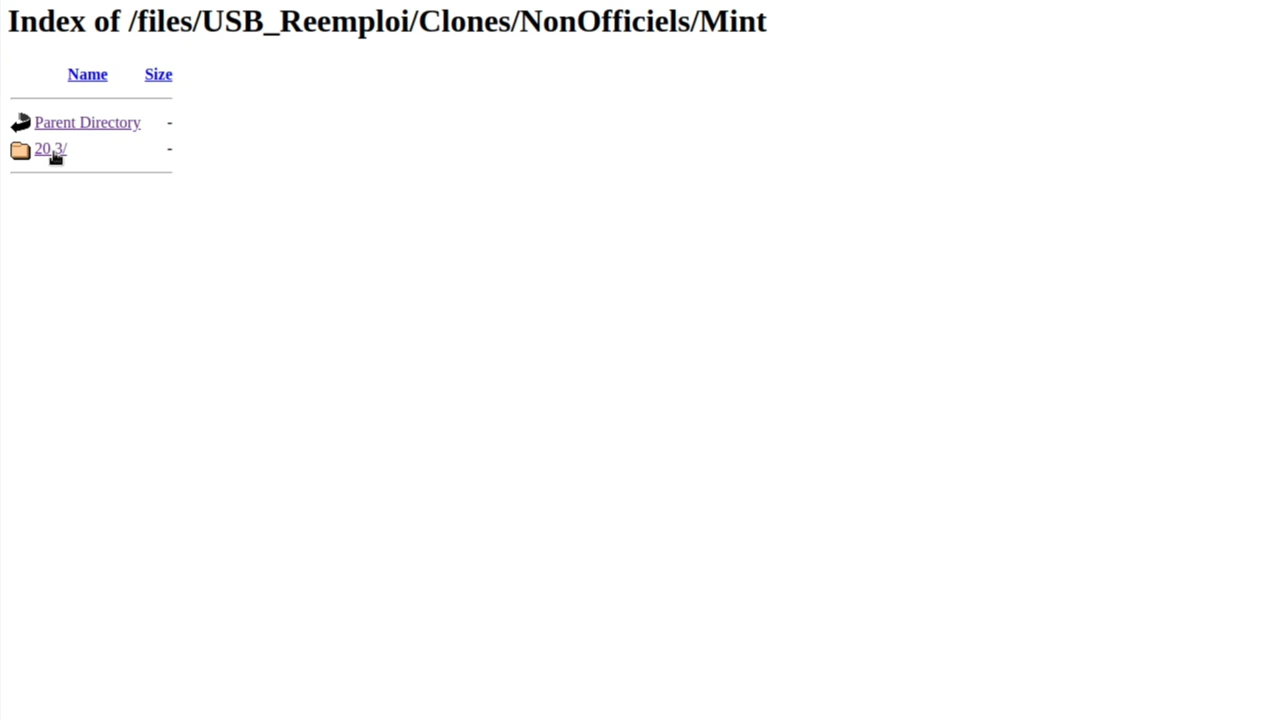 Index of /files/USB_Reemploi/Clones/NonOfficiels/Mint
Name Size
Parent Directory -
20.3/ -